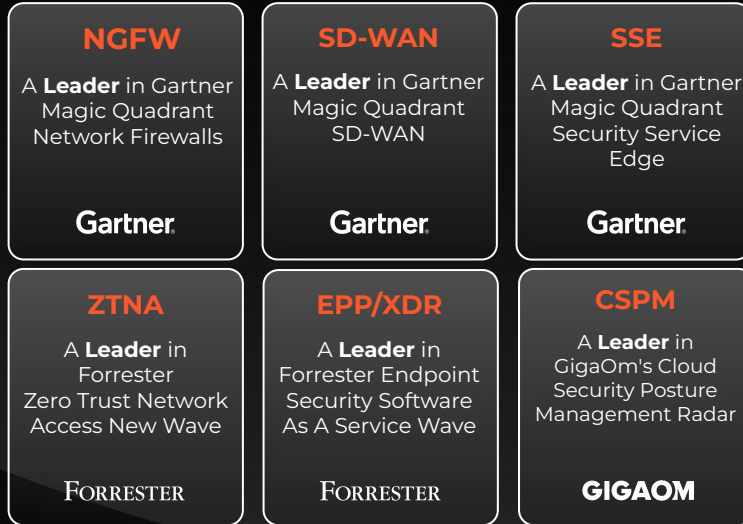 NGFW
A Leader in Gartner
Magic Quadrant
Network Firewalls
Gartner
SD-WAN
A Leader in Gartner
Magic Quadrant
SD-WAN
Gartner
SSE
A Leader in Gartner
Magic Quadrant
Security Service
Edge
Gartner
ZTNA
A Leader in
Forrester
Zero Trust Network
Access New Wave
FORRESTER
EPP/XDR
A Leader in
Forrester Endpoint
Security Software
As A Service Wave
FORRESTER
CSPM
A Leader in
GigaOm's Cloud
Security Posture
Management Radar
GIGAOM